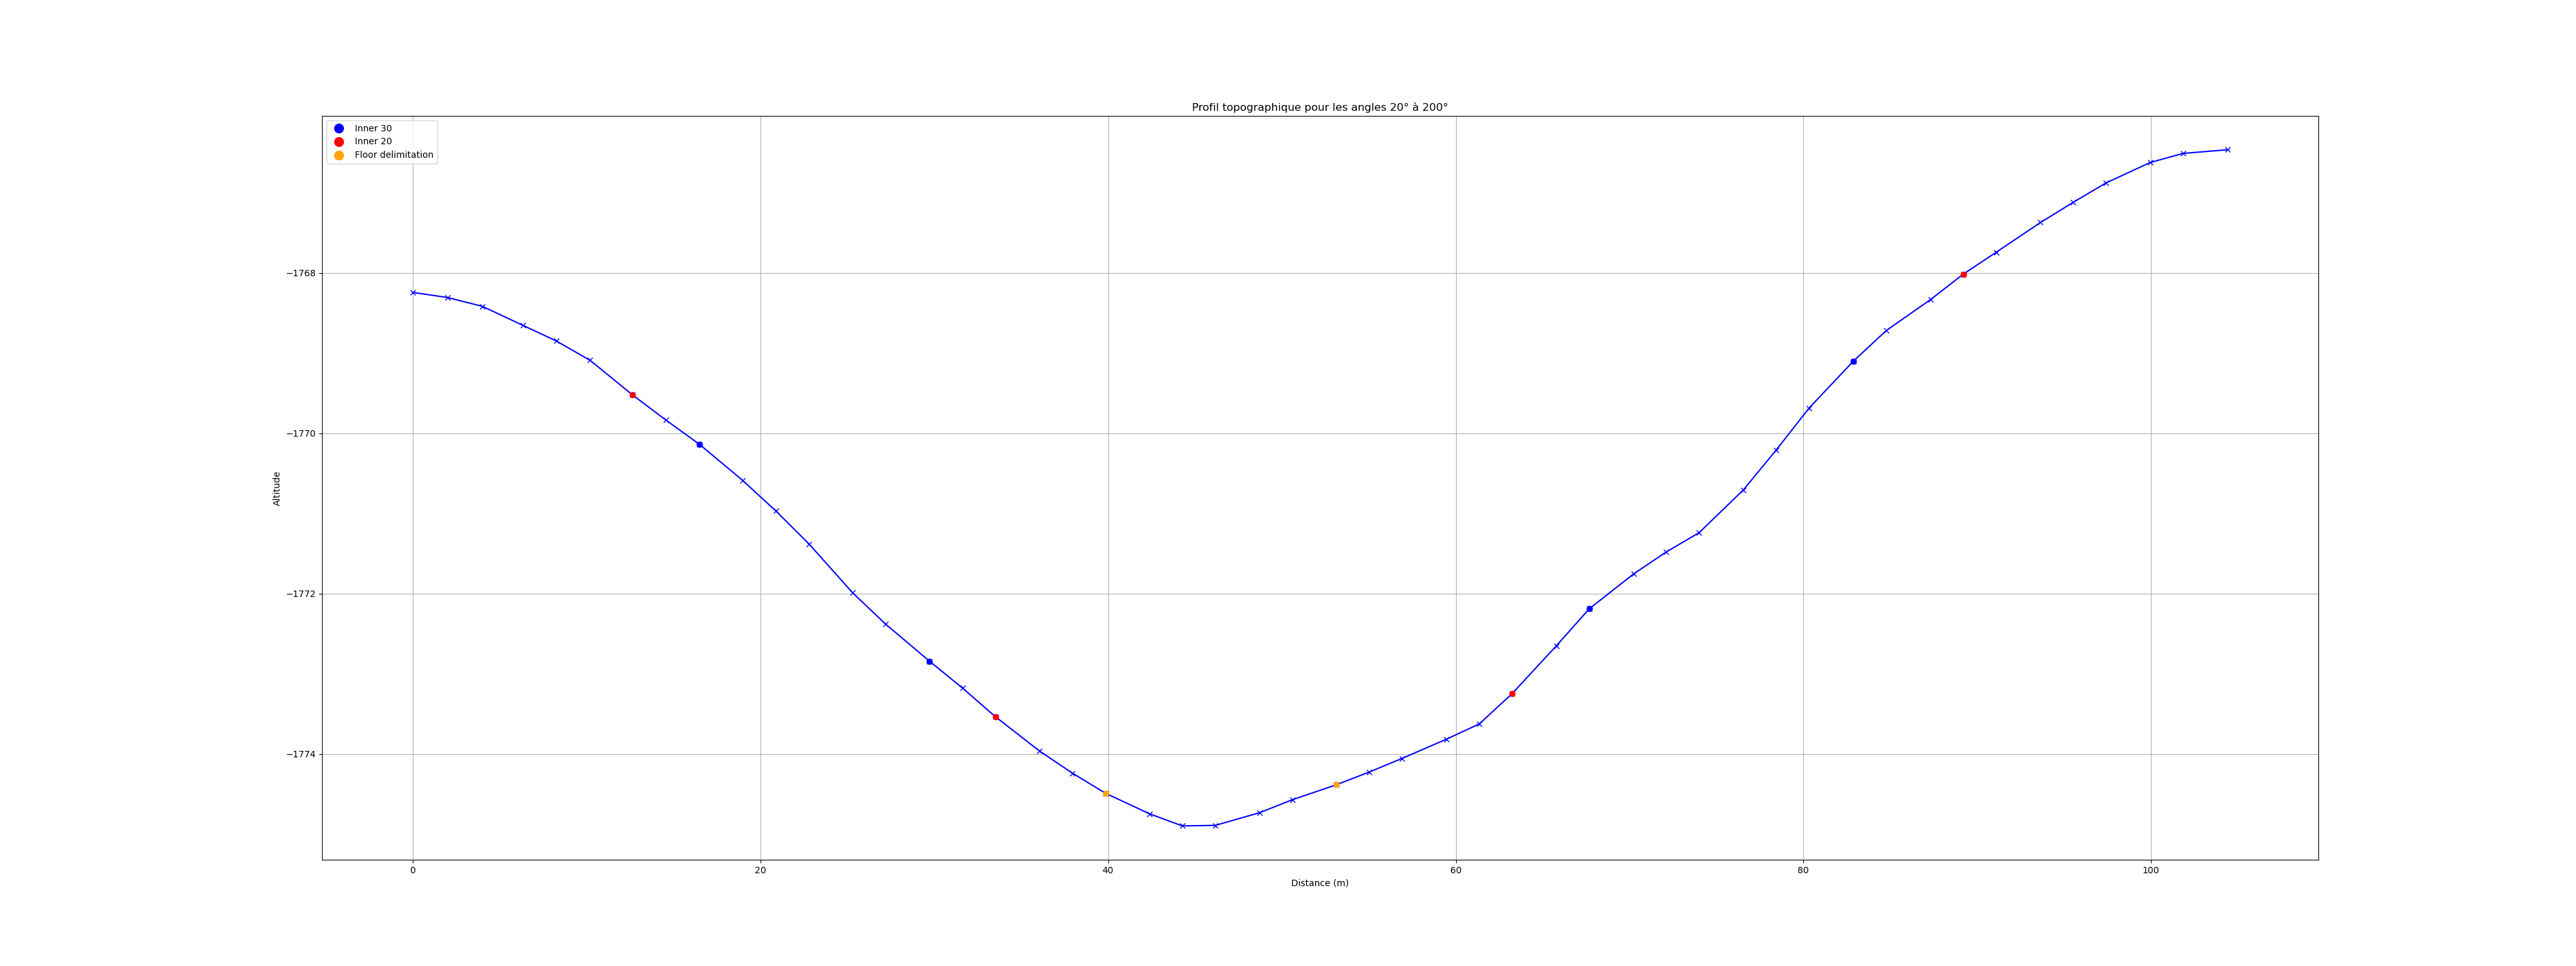 Profil topographique pour les angles 20° à 200°
Inner 30
Inner 20
Floor delimitation
Altitude
−1768
−1770
−1772
−1774
0
20
40
60
80
100
Distance (m)